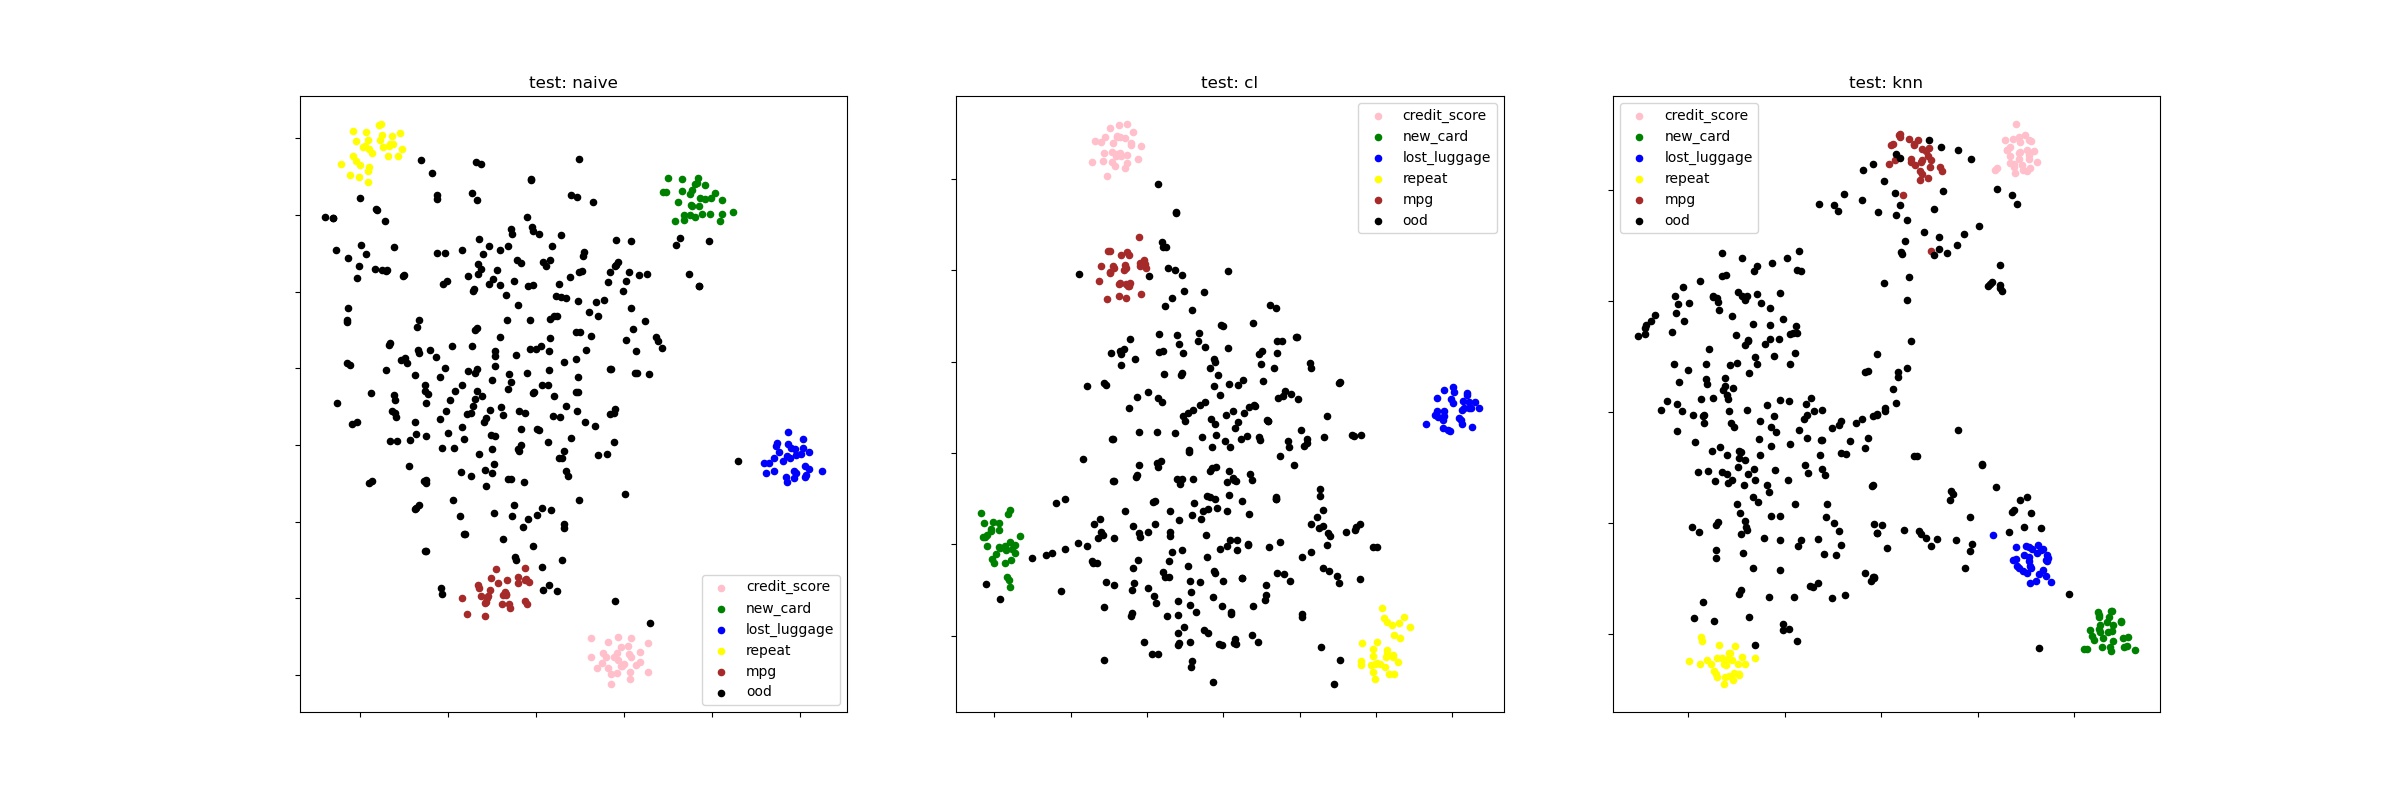 test: naive
credit_score
new_card
lost_luggage
repeat
mpg
ood
test: cl
credit_score
new_card
lost_luggage
repeat
mpg
ood
test: knn
credit_score
new_card
lost_luggage
repeat
mpg
ood